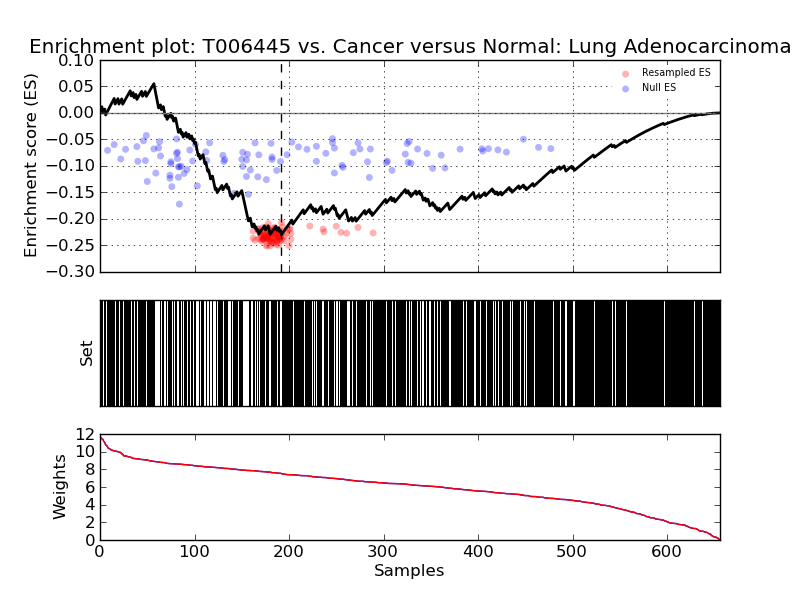 Enrichment plot: T006445 vs. Cancer versus Normal: Lung Adenocarcinoma
0.10
0.05
0.00
−0.05
−0.10
−0.15
−0.20
−0.25
−0.30
Enrichment score (ES)
Resampled ES
Null ES
Set
12
10
8
6
4
2
0
Weights
0 100 200 300 400 500 600
Samples